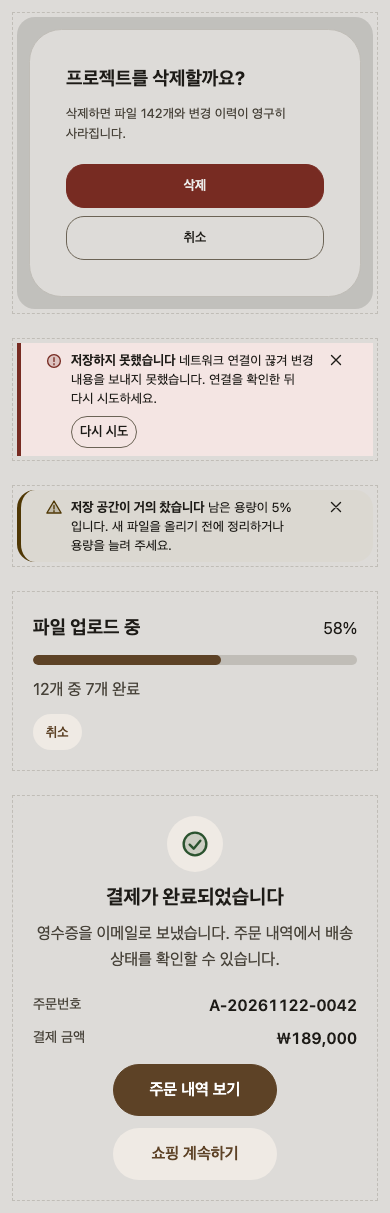 프로젝트를 삭제할까요?
삭제하면 파일 142개와 변경 이력이 영구히
사라집니다.
삭제
취소
저장하지 못했습니다 네트워크 연결이 끊겨 변경
내용을 보내지 못했습니다. 연결을 확인한 뒤
다시 시도하세요.
다시 시도
저장 공간이 거의 찼습니다 남은 용량이 5%
입니다. 새 파일을 올리기 전에 정리하거나
용량을 늘려 주세요.
파일 업로드 중 58%
12개 중 7개 완료
취소
결제가 완료되었습니다
영수증을 이메일로 보냈습니다. 주문 내역에서 배송
상태를 확인할 수 있습니다.
주문번호 A-20261122-0042
결제 금액 ₩189,000
주문 내역 보기
쇼핑 계속하기